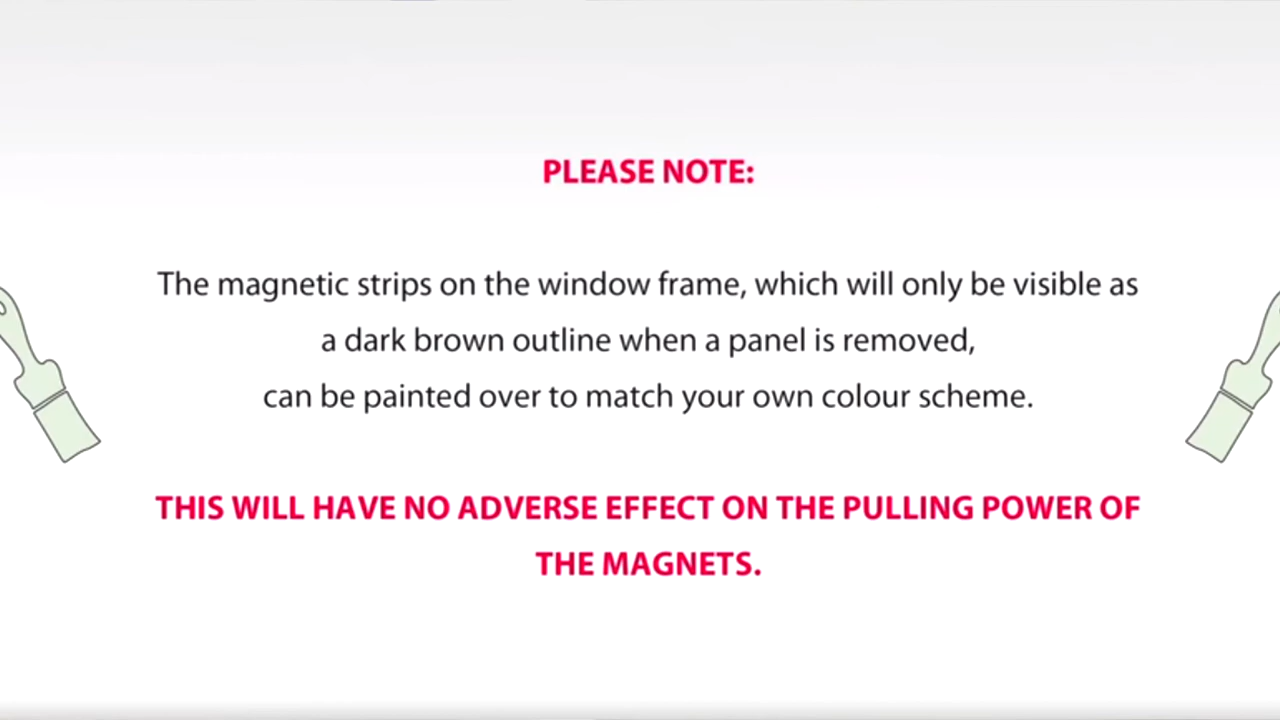 PLEASE NOTE:
The magnetic strips on the window frame, which will only be visible as
a dark brown outline when a panel is removed,
can be painted over to match your own colour scheme.
THIS WILL HAVE NO ADVERSE EFFECT ON THE PULLING POWER OF
THE MAGNETS.